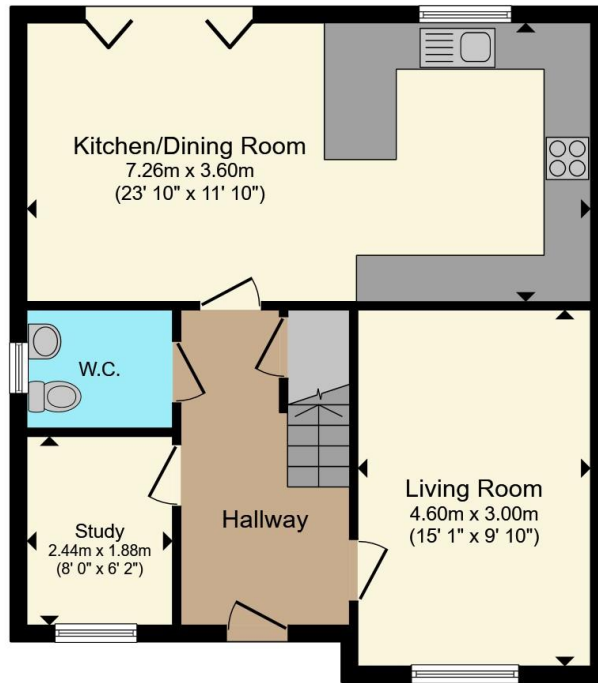 Kitchen/Dining Room
7.26m x 3.60m
(23' 10" x 11' 10")
W.C.
Study
2.44m x 1.88m
(8' 0" x 6' 2")
Hallway
Living Room
4.60m x 3.00m
(15' 1" x 9' 10")